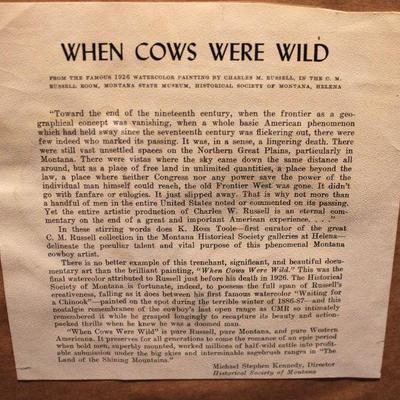 WHEN COWS WERE WILD
FROM THE FAMOUS 1926 WATERCOLOR PAINTING BY CHARLES M. RUSSELL, IN THE C. M.
RUSSELL ROOM, MONTANA STATE MUSEUM, HISTORICAL SOCIETY OF MONTANA, HELENA
"Toward the end of the nineteenth century, when the frontier as a geo-
graphical concept was vanishing, when a whole basic American phenomenon
which had held sway since the seventeenth century was flickering out, there were
few indeed who marked its passing. It was, in a sense, a lingering death. There
were still vast unsettled spaces on the Northern Great Plains, particularly in
Montana. There were vistas where the sky came down the same distance all
around, but as a place of free land in unlimited quantities, a place beyond the
law, a place where neither Congress nor any power save the power of the
individual man himself could reach, the old Frontier West was gone. It didn't go
with fanfare or eulogies. It just slipped away. That is why not more than
a handful of men in the entire United States noted or commented on its passing.
Yet the entire artistic production of Charles W. Russell is an eternal com-
mentary on the end of a great and important American experience. . . ."
In these stirring words does K. Ross Toole—first curator of the great
C. M. Russell collection in the Montana Historical Society galleries at Helena—
delineate the peculiar talent and vital purpose of this phenomenal Montana
cowboy artist.
There is no better example of this trenchant, significant, and beautiful
documentary art than the brilliant painting, "When Cows Were Wild." This was the
final watercolor attributed to Russell just before his death in 1926. The Historical
Society of Montana is fortunate, indeed, to possess the full span of Russell's
creativeness, falling as it does between his first famous watercolor "Waiting for
a Chinook"—painted on the spot during the terrible winter of 1886-87— and this
nostalgic remembrance of the cowboy's last open range as CMR so intimately
remembered it while he grasped longingly to recapture its beauty and action-
packed thrills when he knew he was a doomed man.
"When Cows Were Wild" is pure Russell, pure Montana, and pure Western
Americana. It preserves for all generations to come the romance of an epic period
when bold men, superbly mounted, worked millions of half-wild cattle into profit-
able submission under the big skies and interminable sagebrush ranges in "The
Land of the Shining Mountains."
Michael Stephen Kennedy, Director
Historical Society of Montana